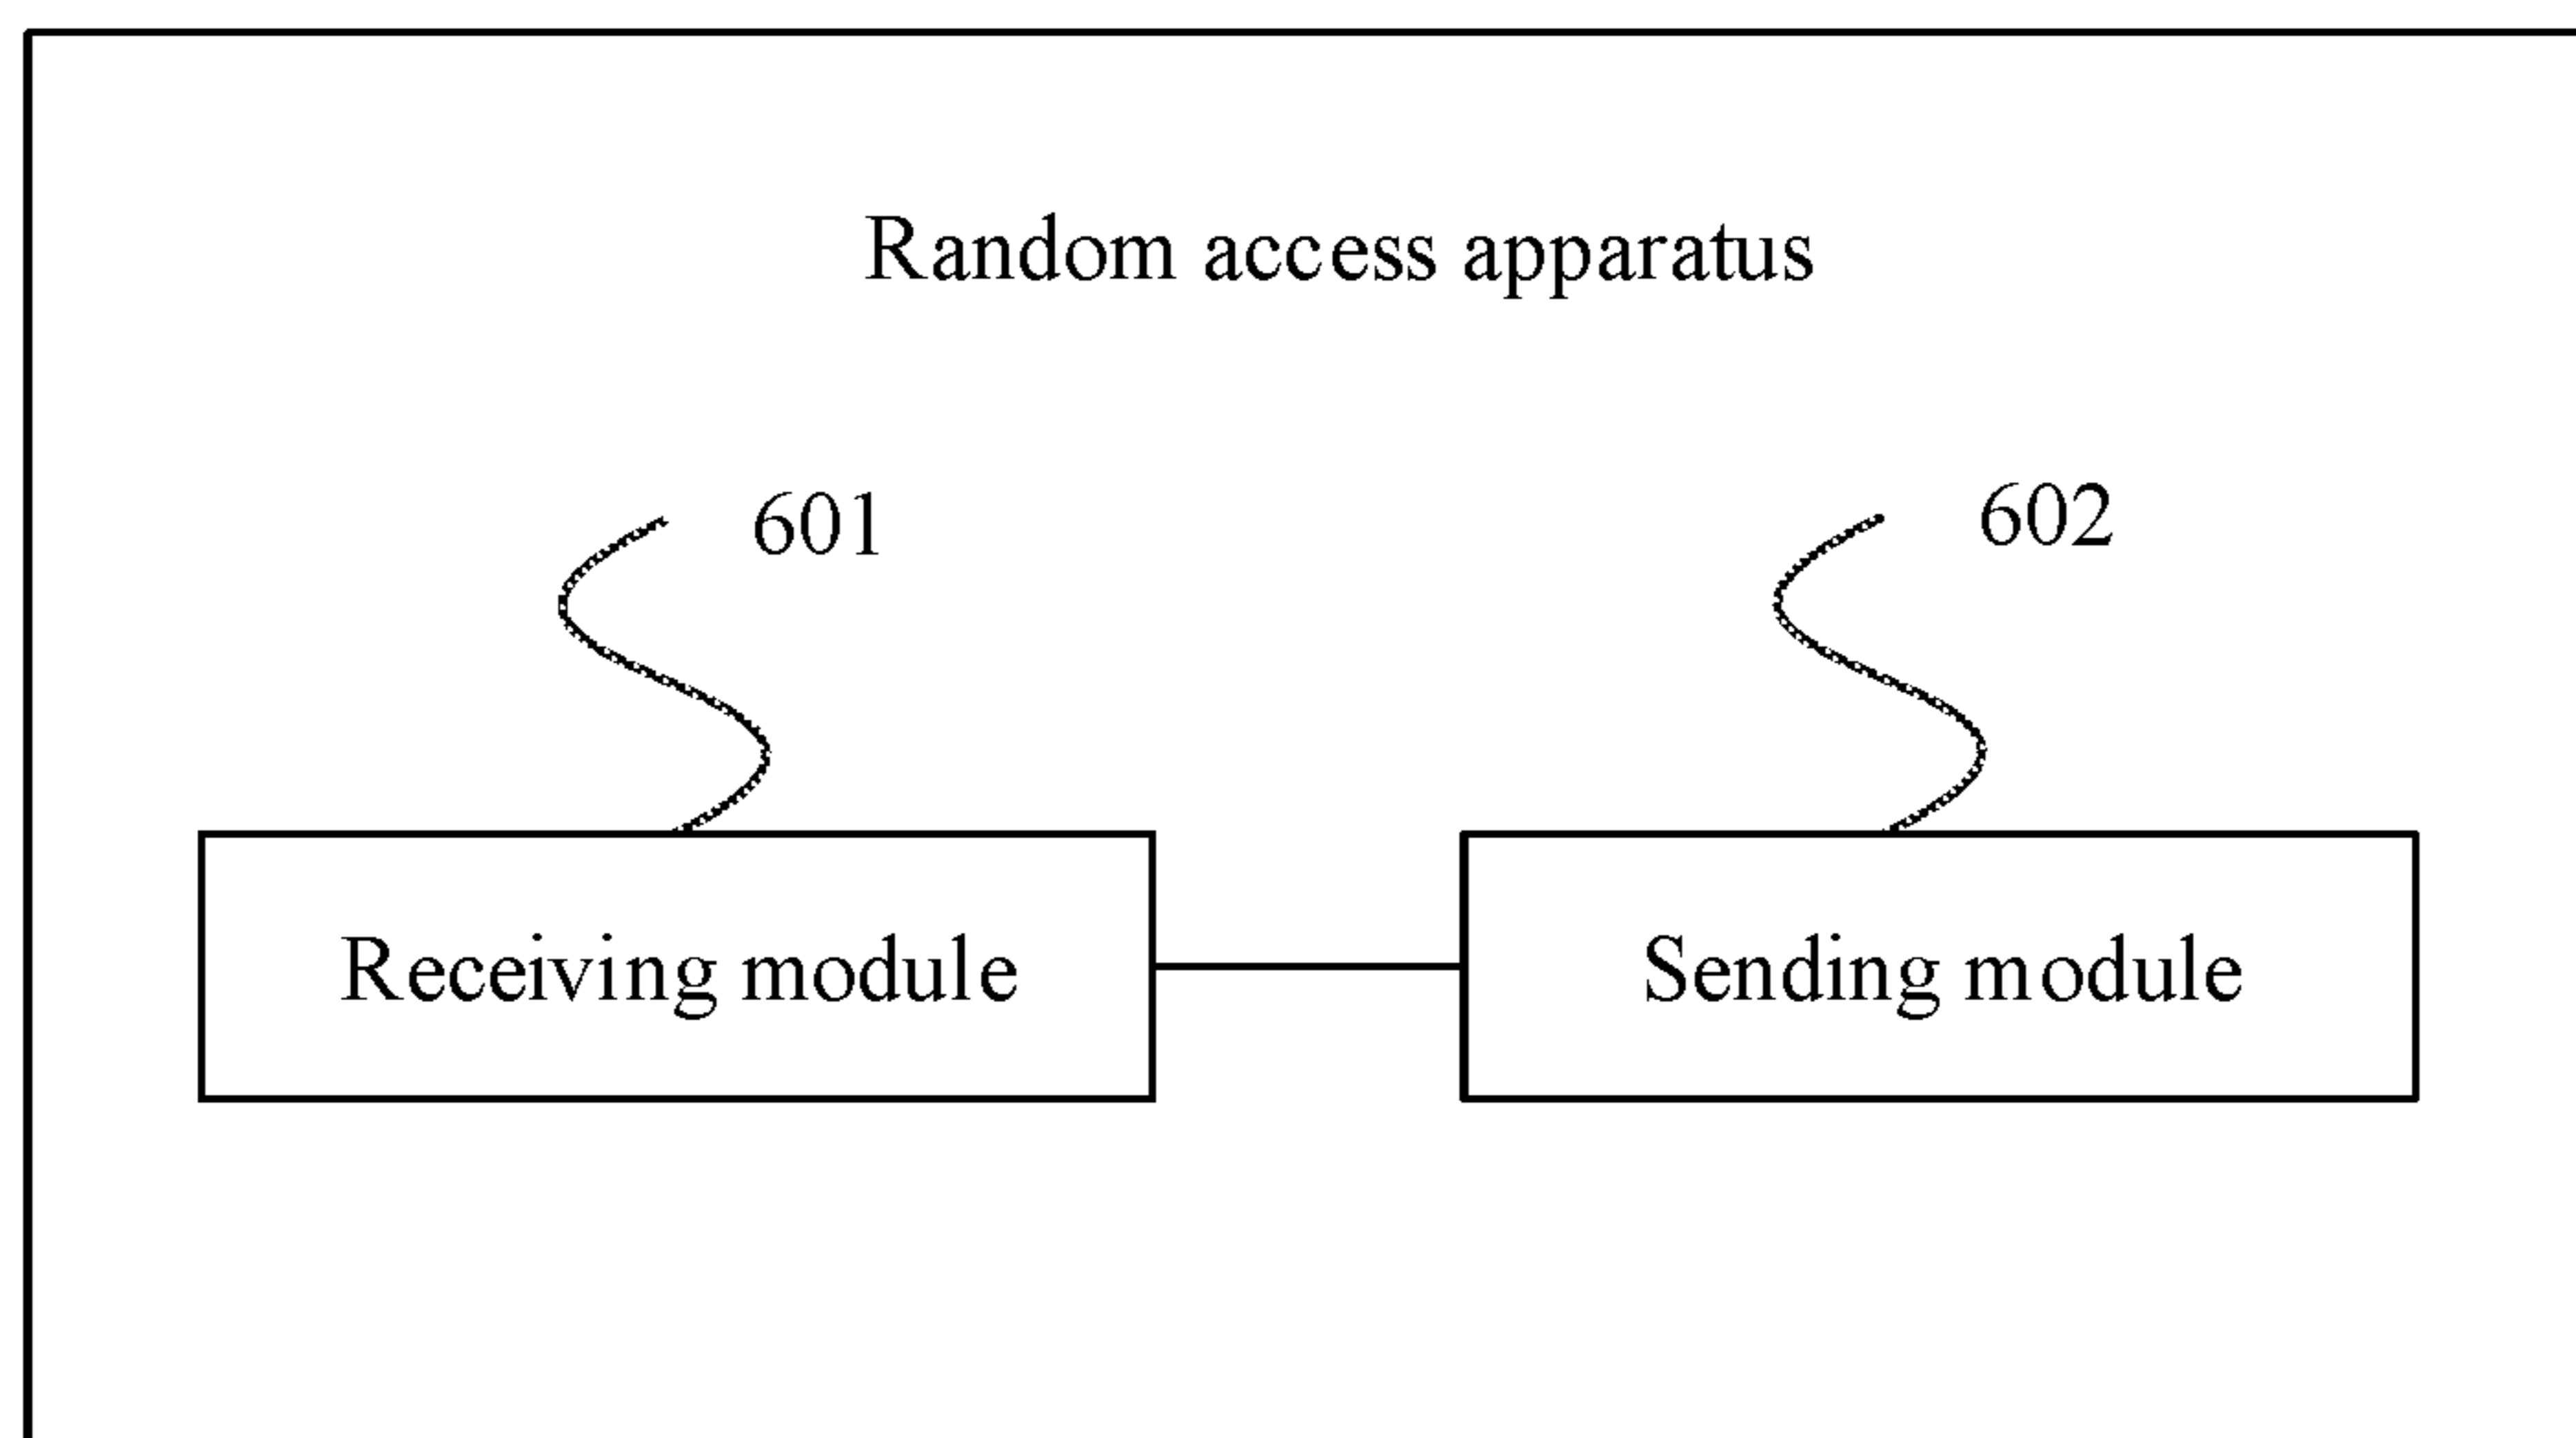 Random access apparatus
601
602
Receiving module
Sending module